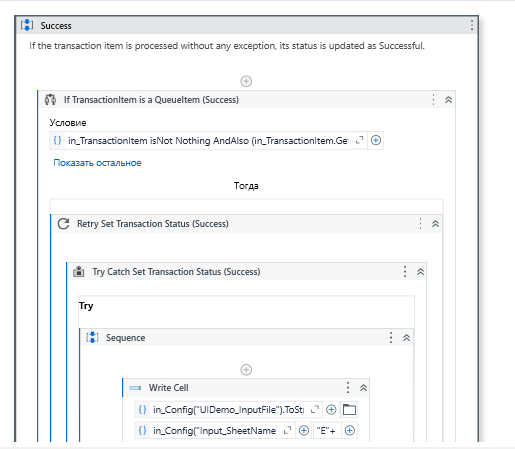 Success
If the transaction item is processed without any exception, its status is updated as Successful.
If TransactionItem is a QueueItem (Success)
Условие
{} in_TransactionItem isNot Nothing AndAlso (in_TransactionItem.Ge
Показать остальное
Тогда
Retry Set Transaction Status (Success)
Try Catch Set Transaction Status (Success)
Try
Sequence
Write Cell
{} in_Config("UIDemo_InputFile").ToSt
{} in_Config("Input_SheetName "E"+